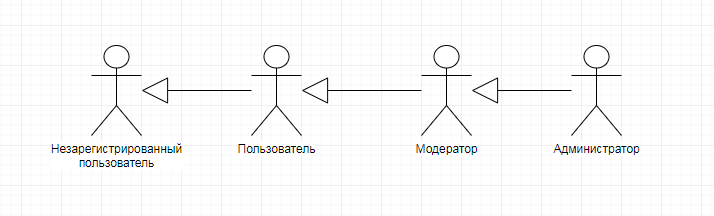 Незарегистрированный
пользователь
Пользователь
Модератор
Администратор